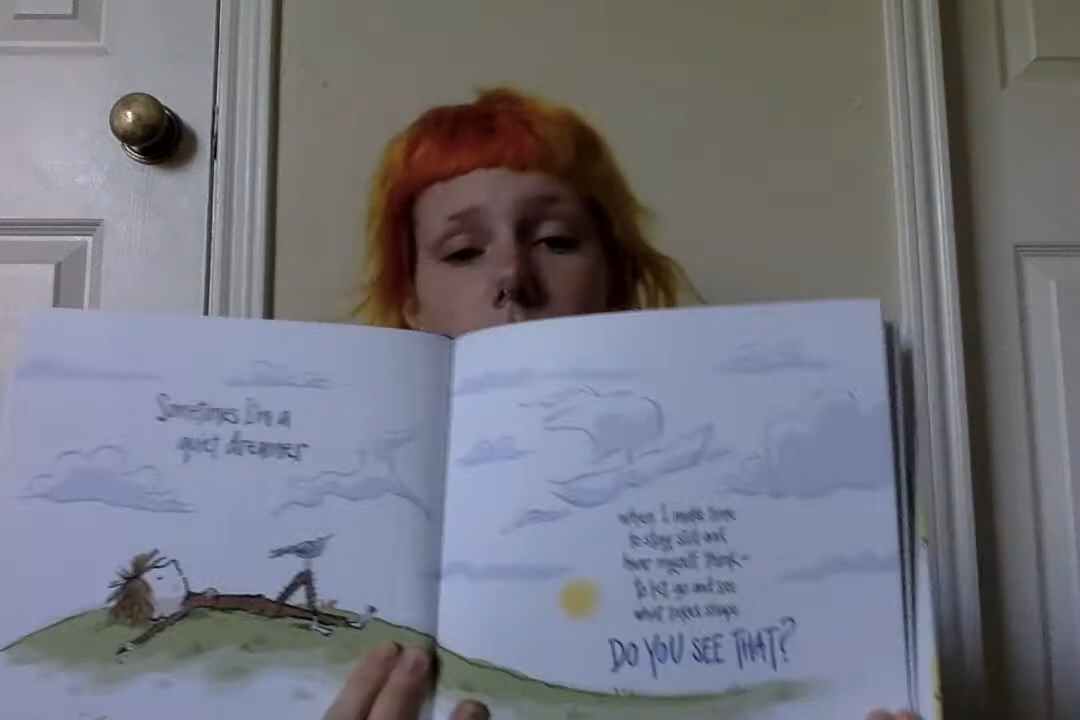 Sometimes I'm a
quiet dreamer
when I make time
to stay still and
hear myself think–
to let go and see
what takes shape.
DO YOU SEE THAT?